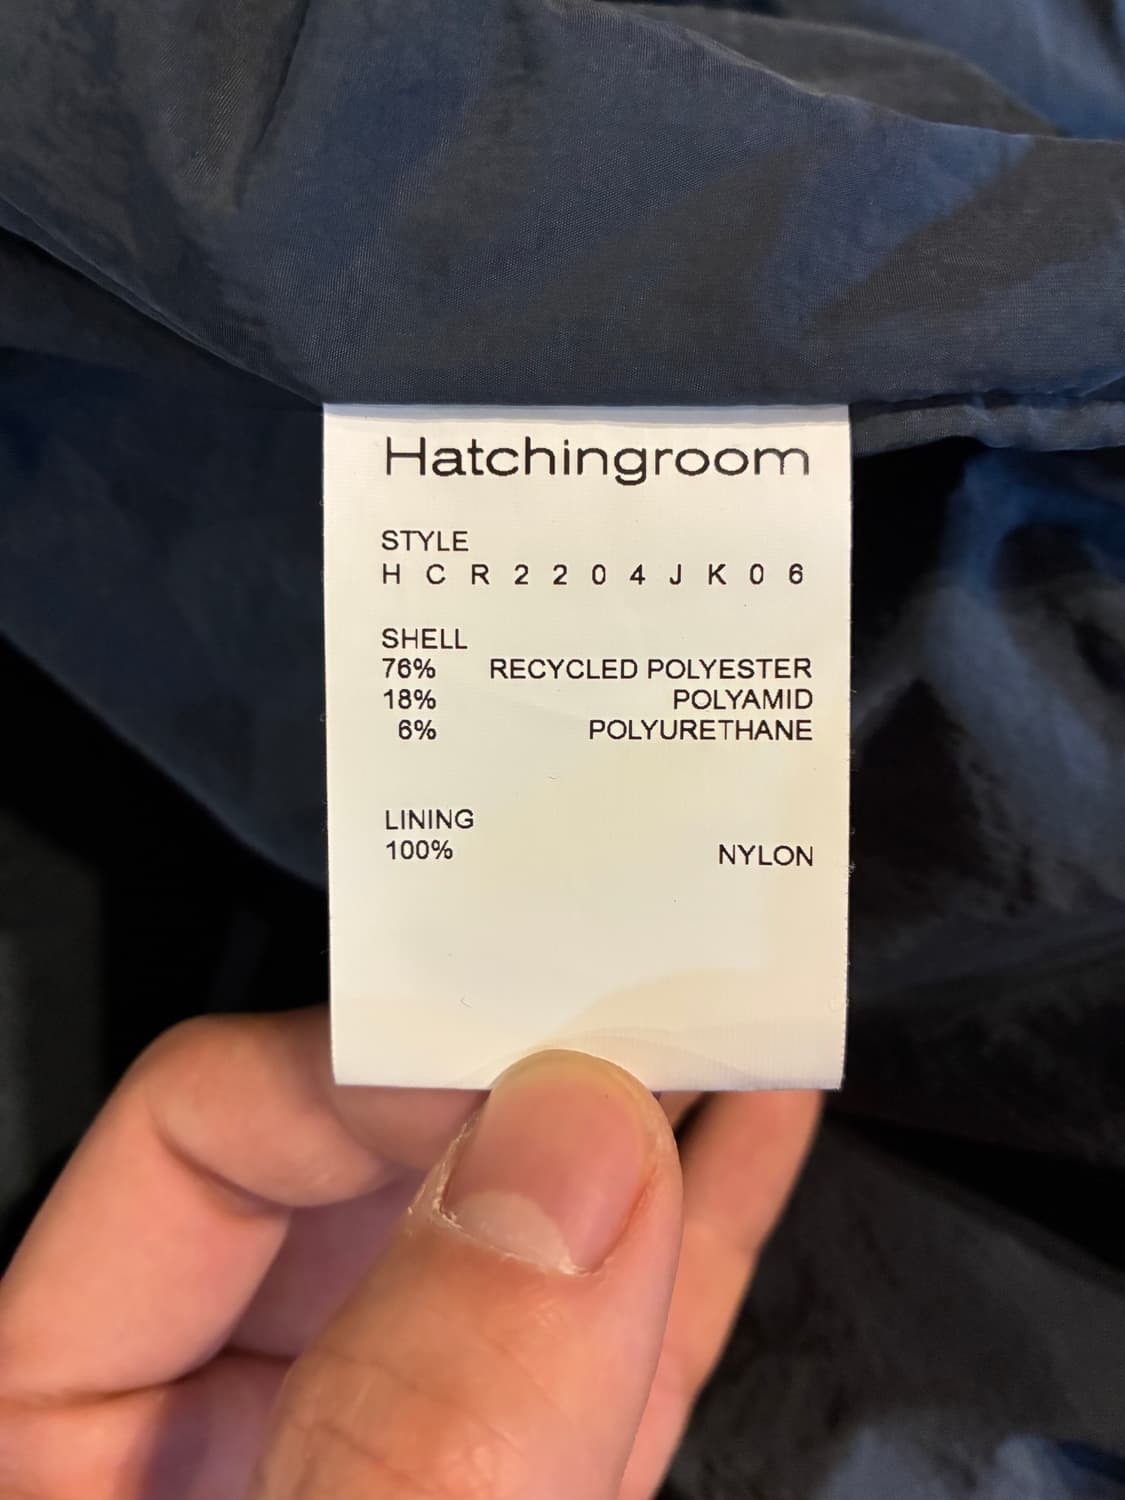 Hatchingroom
STYLE
H C R 2 2 0 4 J K 0 6
SHELL
76% RECYCLED POLYESTER
18% POLYAMID
6% POLYURETHANE
LINING
100% NYLON